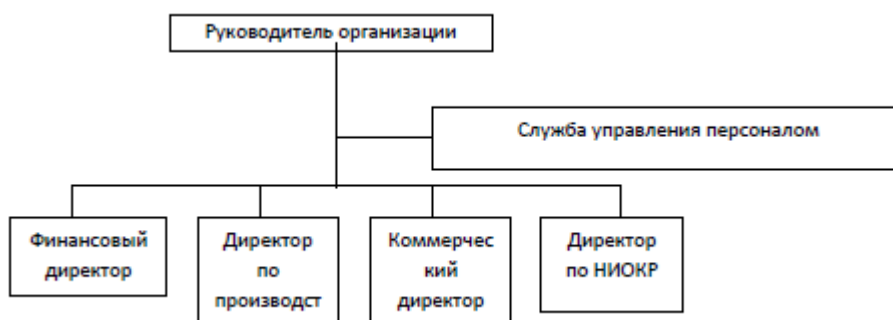 Руководитель организации
Служба управления персоналом
Финансовый
директор
Директор
по
производст
Коммерчес
кий
директор
Директор
по НИОКР